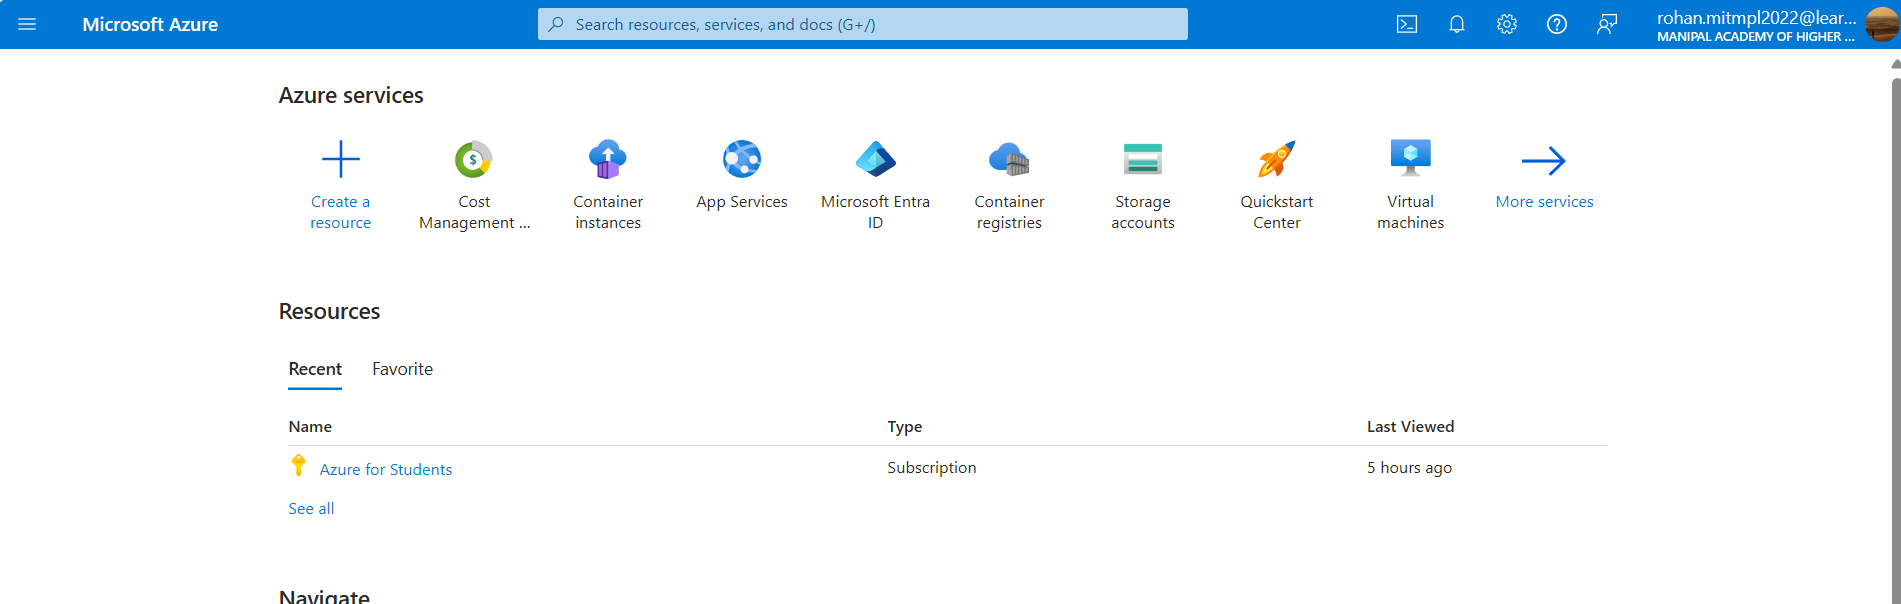 Microsoft Azure
Search resources, services, and docs (G+/)
rohan.mitmpl2022@lear...
MANIPAL ACADEMY OF HIGHER ...
Azure services
Create a
resource
Cost
Management ...
Container
instances
App Services
Microsoft Entra
ID
Container
registries
Storage
accounts
Quickstart
Center
Virtual
machines
More services
Resources
Recent Favorite
Name Type Last Viewed
Azure for Students Subscription 5 hours ago
See all
Navigate